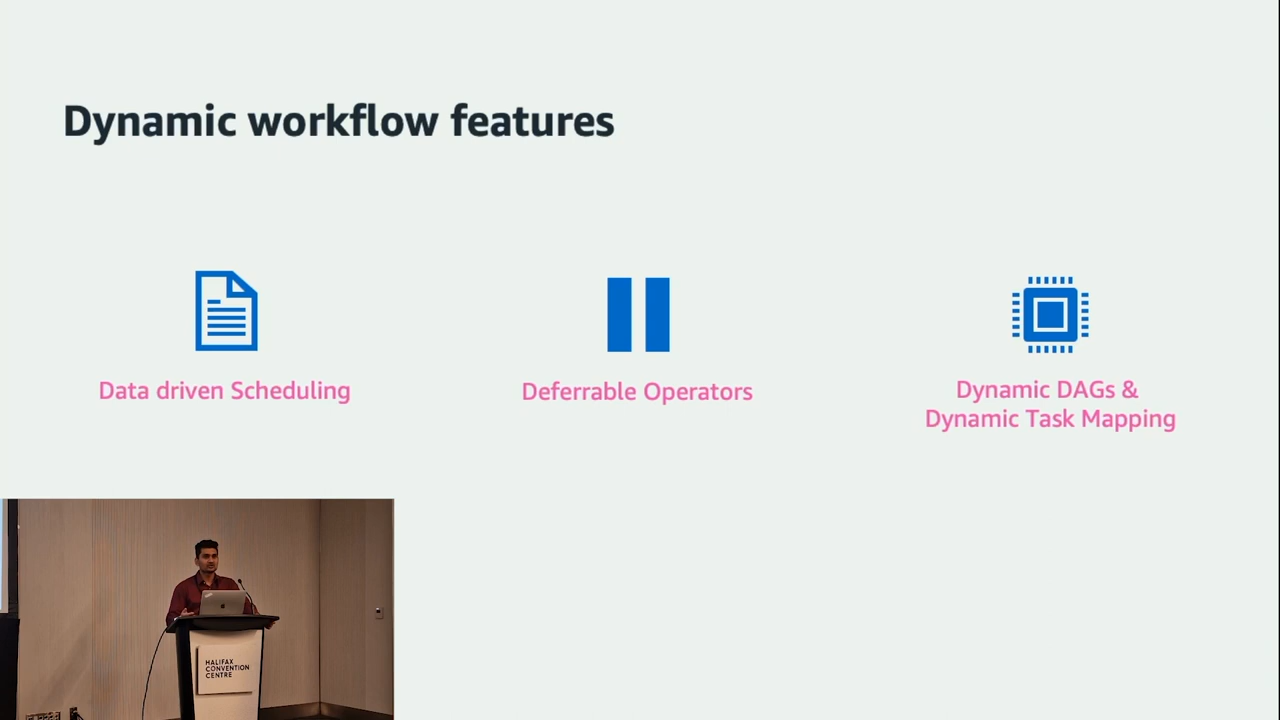 Dynamic workflow features
Data driven Scheduling
Deferrable Operators
Dynamic DAGs &
Dynamic Task Mapping
HALIFAX
CONVENTION
CENTRE